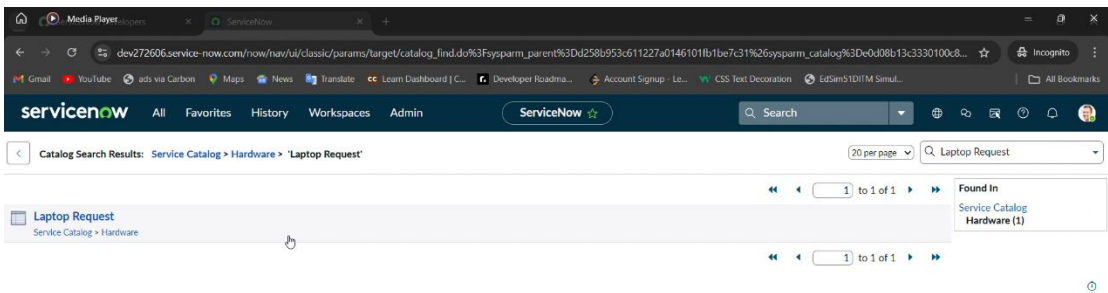 Media Player elopers ServiceNow
dev272606.service-now.com/now/nav/ui/classic/params/target/catalog_find.do%3Fsysparm_parent%3Dd258b953c611227a0146101fb1be7c31%26sysparm_catalog%3De0d08b13c3330100c8... Incognito
Gmail YouTube ads via Carbon Maps News Translate Learn Dashboard | C... Developer Roadma... Account Signup - Le... CSS Text Decoration EdSim51DITM Simul... All Bookmarks
servicenow All Favorites History Workspaces Admin ServiceNow Search
Catalog Search Results: Service Catalog > Hardware > 'Laptop Request' 20 per page Laptop Request
1 to 1 of 1 Found In
Service Catalog
Hardware (1)
Laptop Request
Service Catalog > Hardware
1 to 1 of 1